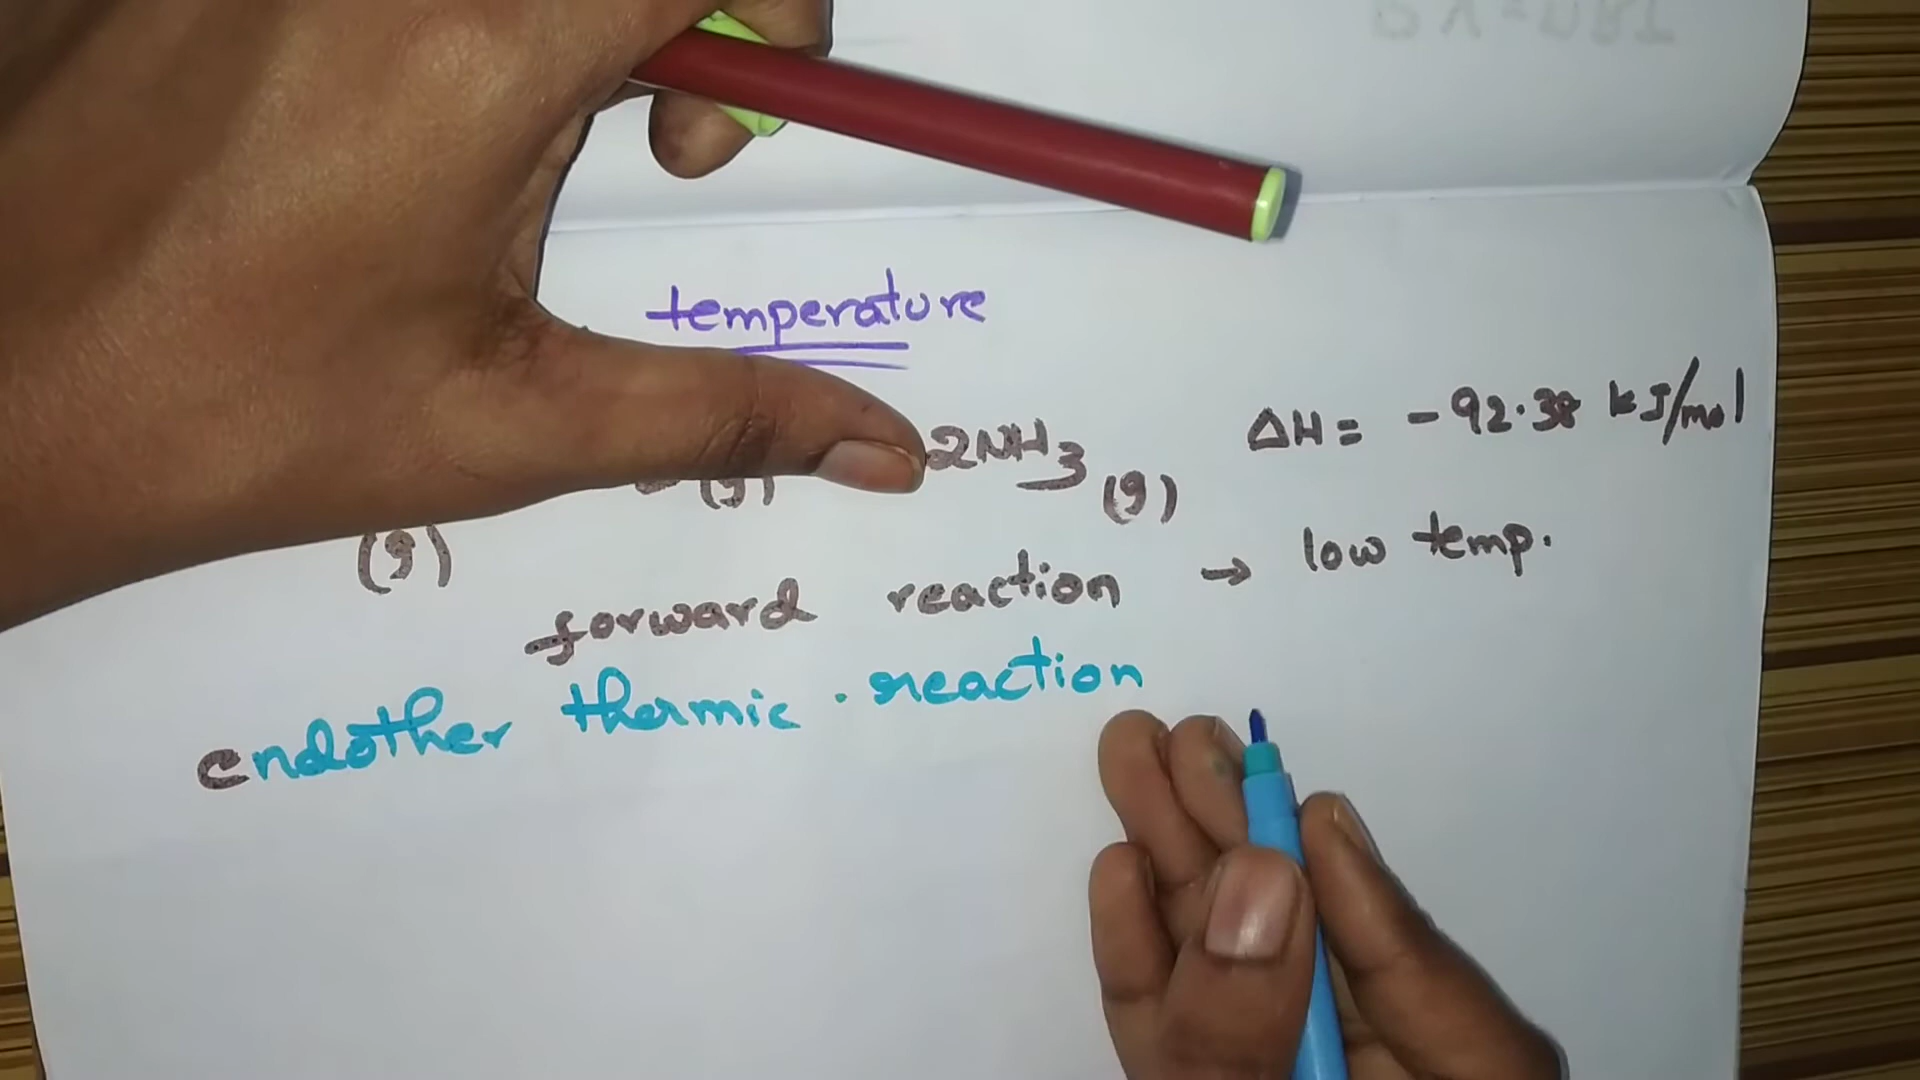 temperature
(g) (g) 2NH3 (g) ΔH = -92.38 kJ/mol
forward reaction → low temp.
endother thermic . reaction